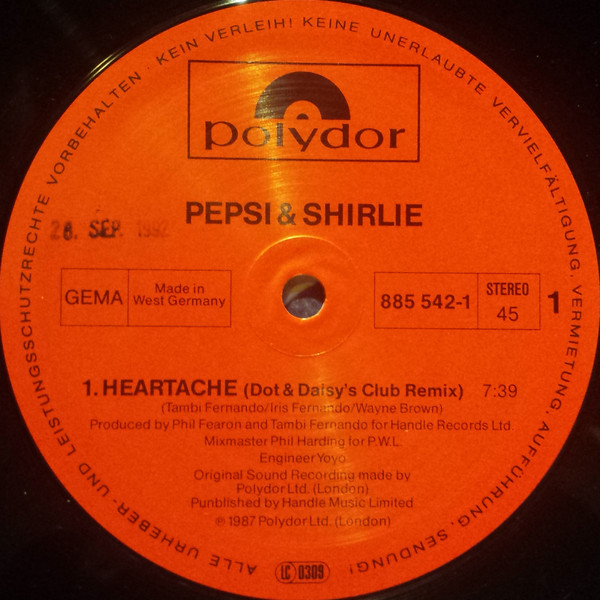 ALLE URHEBER- UND LEISTUNGSSCHUTZRECHTE VORBEHALTEN · KEIN VERLEIH! KEINE UNERLAUBTE VERVIELFÄLTIGUNG, VERMIETUNG, AUFFÜHRUNG, SENDUNG!
polydor
PEPSI & SHIRLIE
28. SEP. 1992
GEMA
Made in
West Germany
885 542-1
STEREO
45
1
1. HEARTACHE (Dot & Daisy's Club Remix) 7:39
(Tambi Fernando/Iris Fernando/Wayne Brown)
Produced by Phil Fearon and Tambi Fernando for Handle Records Ltd.
Mixmaster Phil Harding for P.W.L.
Engineer Yoyo
Original Sound Recording made by
Polydor Ltd. (London)
Punblished by Handle Music Limited
℗ 1987 Polydor Ltd. (London)
LC 0309